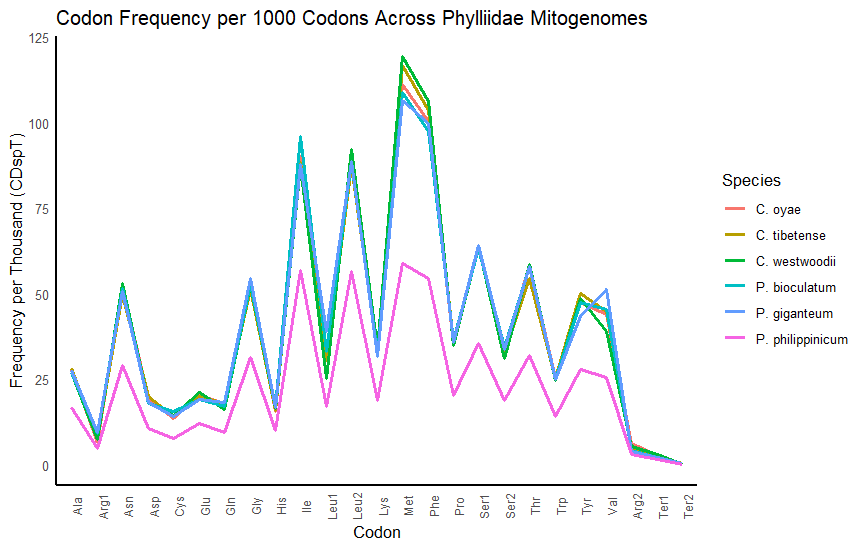 Codon Frequency per 1000 Codons Across Phylliidae Mitogenomes
Frequency per Thousand (CDspT)
125
100
75
50
25
0
Ala
Arg1
Asn
Asp
Cys
Glu
Gln
Gly
His
Ile
Leu1
Leu2
Lys
Met
Phe
Pro
Ser1
Ser2
Thr
Trp
Tyr
Val
Arg2
Ter1
Ter2
Codon
Species
C. oyae
C. tibetense
C. westwoodii
P. bioculatum
P. giganteum
P. philippinicum